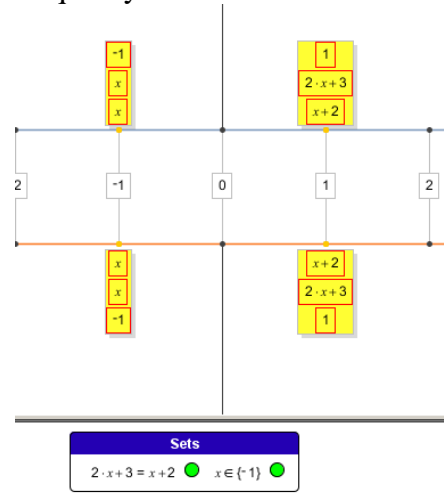 -1 1
x 2·x+3
x x+2
2 -1 0 1 2
x x+2
x 2·x+3
-1 1
Sets
2·x+3=x+2 x∈{-1}